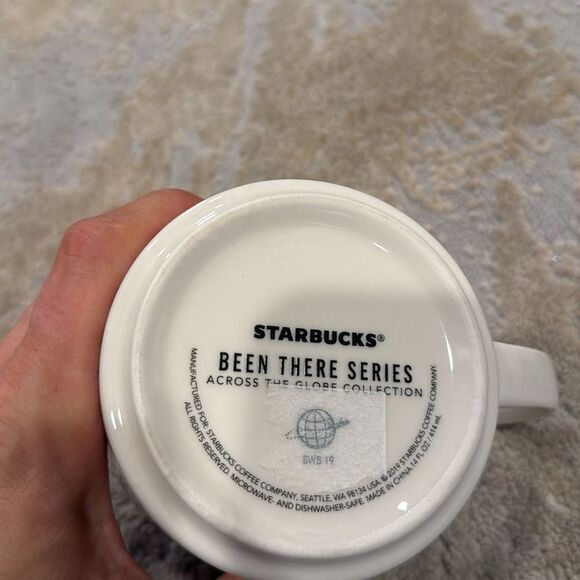 STARBUCKS®
BEEN THERE SERIES
ACROSS THE GLOBE COLLECTION
BWB 19
MANUFACTURED FOR: STARBUCKS COFFEE COMPANY, SEATTLE, WA 98134 USA. © 2019 STARBUCKS COFFEE COMPANY.
ALL RIGHTS RESERVED. MICROWAVE- AND DISHWASHER-SAFE. MADE IN CHINA. 14 FL OZ / 414 mL